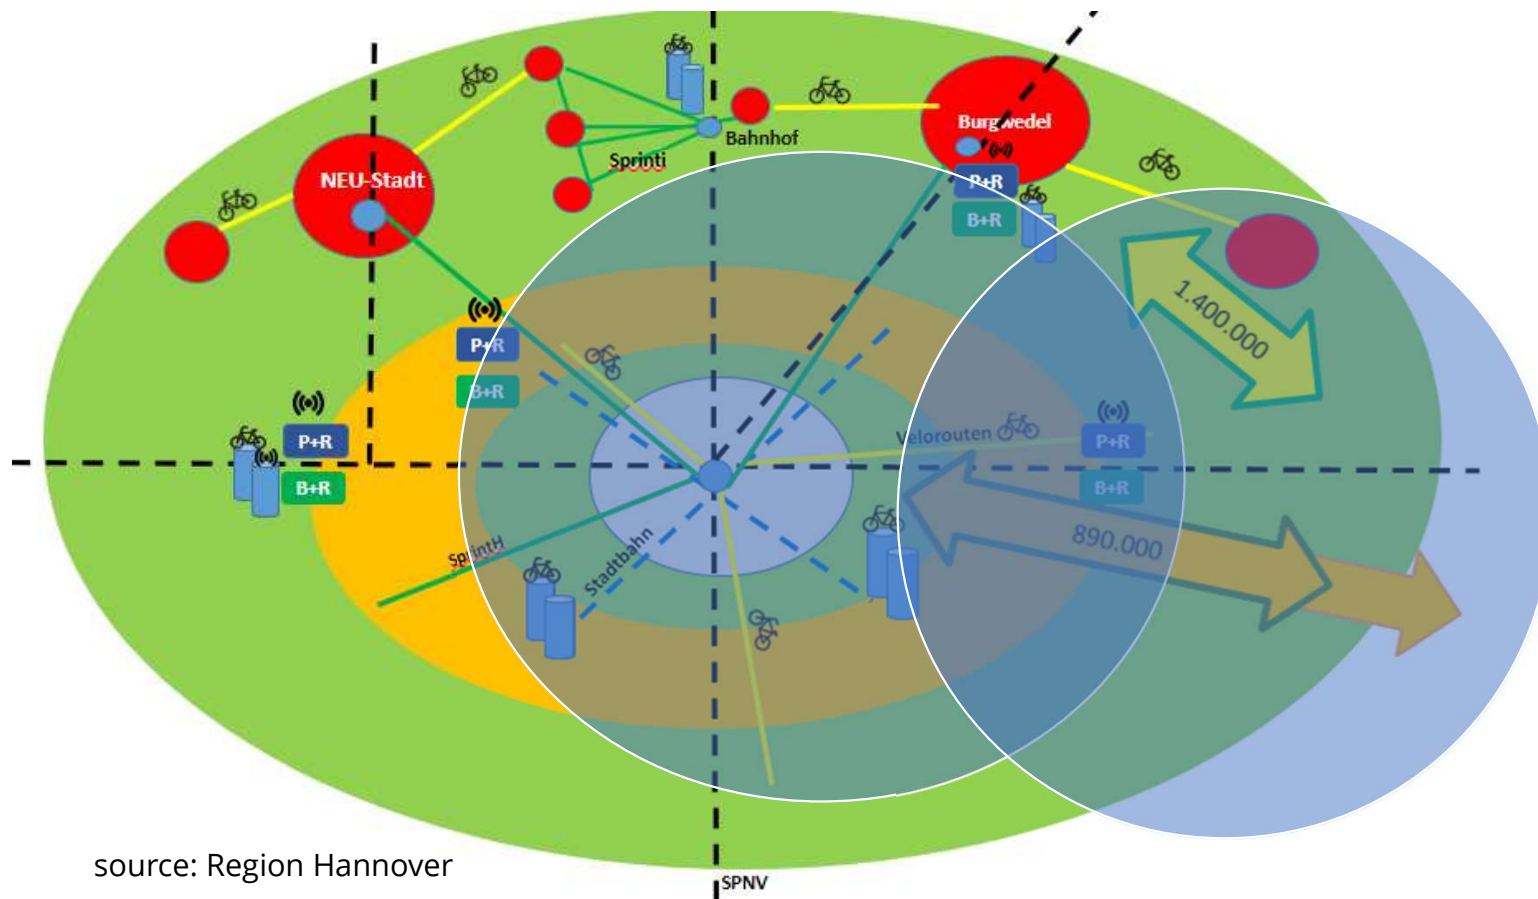 Bahnhof
Burgwedel
Sprinti
NEU-Stadt
P+R
B+R
1.400.000
P+R
B+R
Velorouten
P+R
B+R
P+R
B+R
SprintH
Stadtbahn
890.000
source: Region Hannover
SPNV